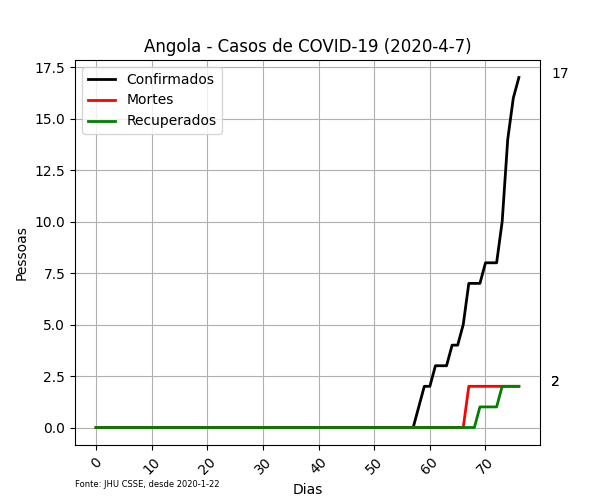 Angola - Casos de COVID-19 (2020-4-7)
17.5
15.0
12.5
10.0
7.5
5.0
2.5
0.0
Pessoas
Confirmados
Mortes
Recuperados
17
2
0 10 20 30 40 50 60 70
Dias
Fonte: JHU CSSE, desde 2020-1-22